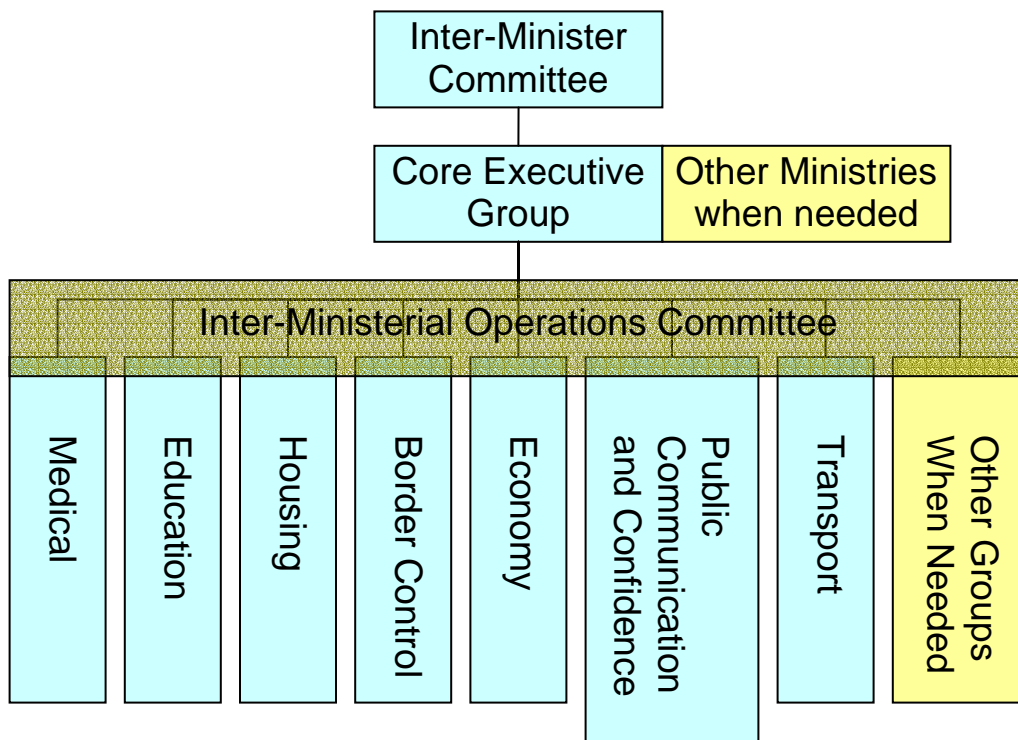 Inter-Minister
Committee
Core Executive
Group
Other Ministries
when needed
Inter-Ministerial Operations Committee
Medical
Education
Housing
Border Control
Economy
Public
Communication
and Confidence
Transport
Other Groups
When Needed